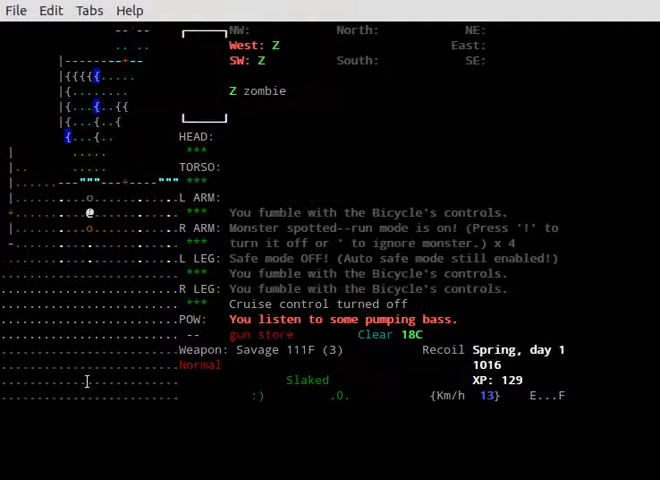 File Edit Tabs Help
NW: North: NE:
West: Z East:
SW: Z South: SE:
Z zombie
HEAD:
***
TORSO:
***
L ARM:
*** You fumble with the Bicycle's controls.
R ARM: Monster spotted--run mode is on! (Press '!' to
*** turn it off or ' to ignore monster.) x 4
L LEG: Safe mode OFF! (Auto safe mode still enabled!)
*** You fumble with the Bicycle's controls.
R LEG: You fumble with the Bicycle's controls.
*** Cruise control turned off
POW: You listen to some pumping bass.
-- gun store Clear 18C
Weapon: Savage 111F (3) Recoil Spring, day 1
Normal 1016
Slaked XP: 129
:) .0. {Km/h 13} E...F